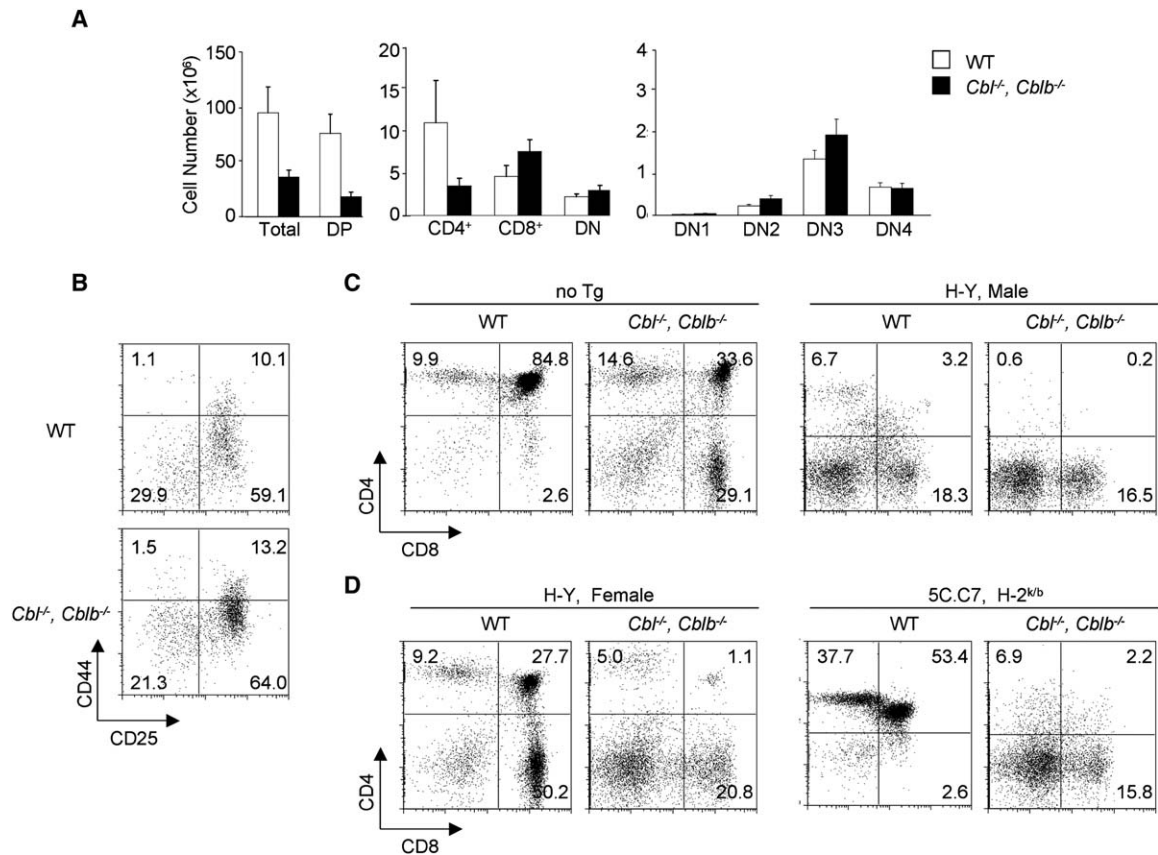 A
Cell Number (x10⁶)
150
100
50
0
Total DP
20
15
10
5
0
CD4⁺ CD8⁺ DN
4
3
2
1
0
DN1 DN2 DN3 DN4
WT
Cbl⁻/⁻, Cblb⁻/⁻
B
WT
1.1 10.1
29.9 59.1
Cbl⁻/⁻, Cblb⁻/⁻
1.5 13.2
21.3 64.0
CD44
CD25
C
no Tg
WT Cbl⁻/⁻, Cblb⁻/⁻
9.9 84.8
2.6
14.6 33.6
29.1
CD4
CD8
H-Y, Male
WT Cbl⁻/⁻, Cblb⁻/⁻
6.7 3.2
18.3
0.6 0.2
16.5
D
H-Y, Female
WT Cbl⁻/⁻, Cblb⁻/⁻
9.2 27.7
50.2
5.0 1.1
20.8
CD4
CD8
5C.C7, H-2ᵏ/ᵇ
WT Cbl⁻/⁻, Cblb⁻/⁻
37.7 53.4
2.6
6.9 2.2
15.8